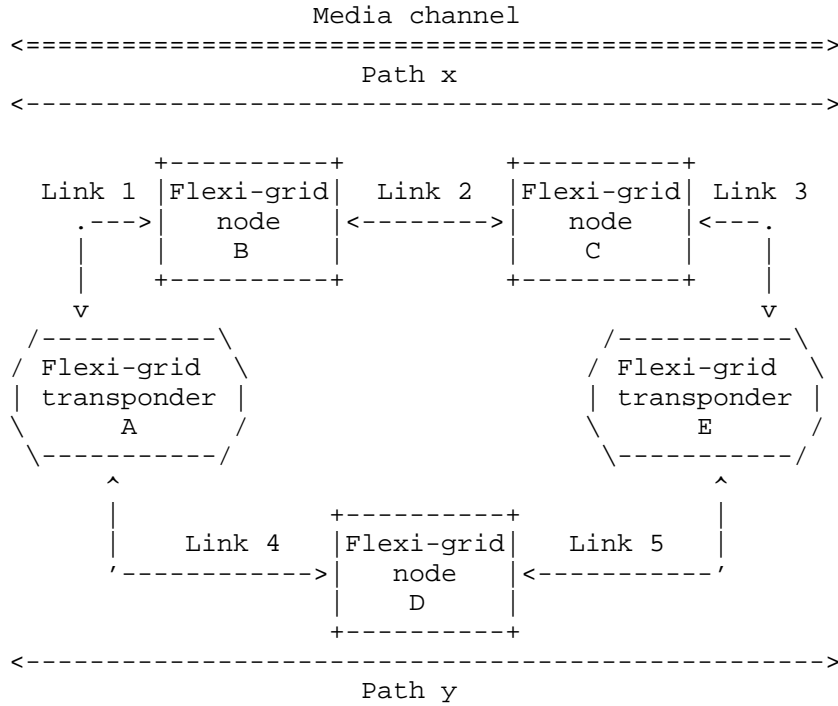 Media channel
<===================================================>
Path x
<--------------------------------------------------->
+----------+ +----------+
Link 1 |Flexi-grid| Link 2 |Flexi-grid| Link 3
.--->| node |<-------->| node |<---.
| | B | | C | |
| +----------+ +----------+ |
v v
/-----------\ /-----------\
/ Flexi-grid \ / Flexi-grid \
| transponder | | transponder |
\ A / \ E /
\-----------/ \-----------/
^ ^
| +----------+ |
| Link 4 |Flexi-grid| Link 5 |
'------------>| node |<-----------'
| D |
+----------+
<--------------------------------------------------->
Path y